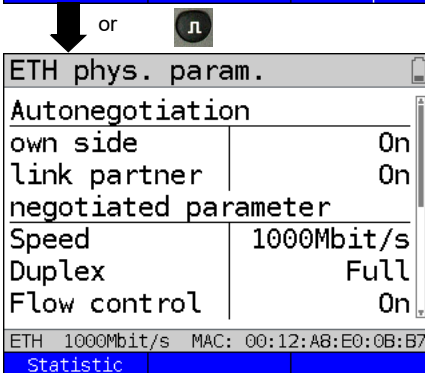 or
ETH phys. param.
Autonegotiation
own side On
link partner On
negotiated parameter
Speed 1000Mbit/s
Duplex Full
Flow control On
ETH 1000Mbit/s MAC: 00:12:A8:E0:0B:B7
Statistic